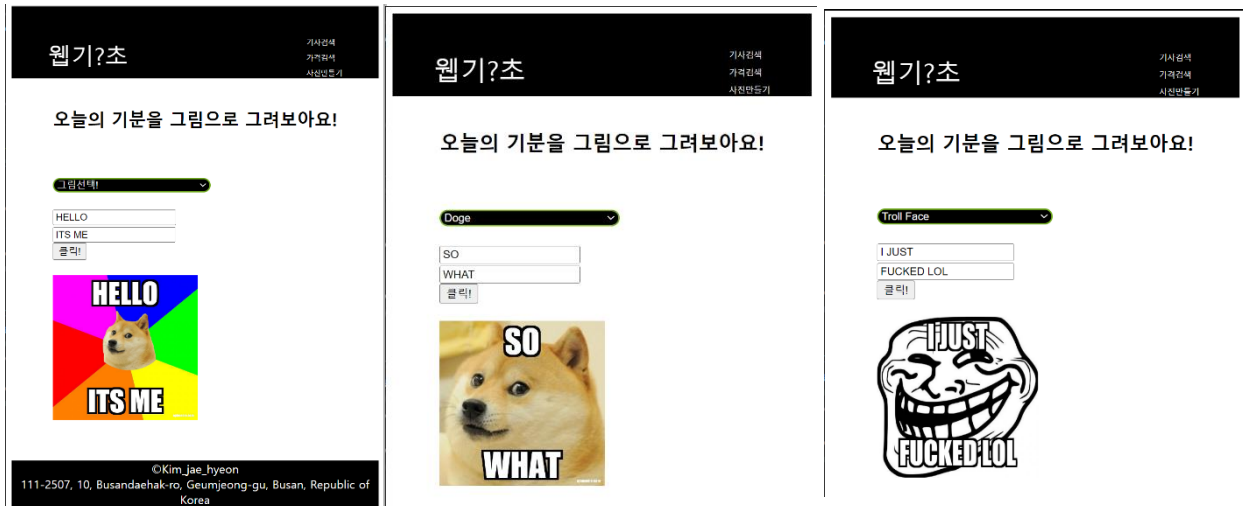 웹기?초
기사검색
가격검색
사진만들기
오늘의 기분을 그림으로 그려보아요!
그림선택!
HELLO
ITS ME
클릭!
HELLO
ITS ME
©Kim_jae_hyeon
111-2507, 10, Busandaehak-ro, Geumjeong-gu, Busan, Republic of
Korea
웹기?초
기사검색
가격검색
사진만들기
오늘의 기분을 그림으로 그려보아요!
Doge
SO
WHAT
클릭!
SO
WHAT
웹기?초
기사검색
가격검색
사진만들기
오늘의 기분을 그림으로 그려보아요!
Troll Face
I JUST
FUCKED LOL
클릭!
I JUST
FUCKED LOL